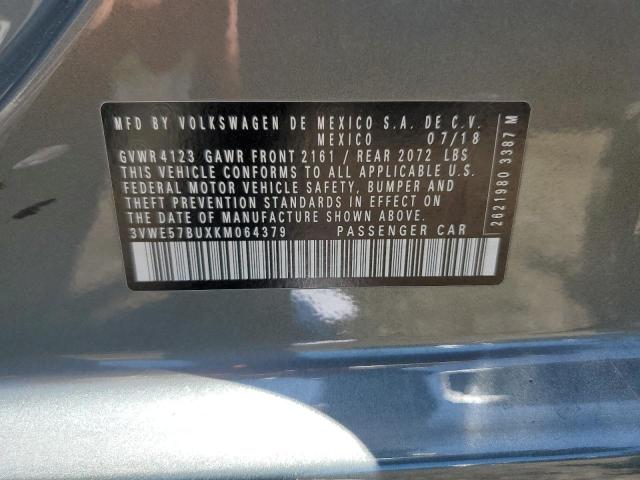 MFD BY VOLKSWAGEN DE MEXICO S.A. DE C.V.
MEXICO 07/18
GVWR 4123 GAWR FRONT 2161 / REAR 2072 LBS
THIS VEHICLE CONFORMS TO ALL APPLICABLE U.S.
FEDERAL MOTOR VEHICLE SAFETY, BUMPER AND
THEFT PREVENTION STANDARDS IN EFFECT ON
THE DATE OF MANUFACTURE SHOWN ABOVE
3VWE57BUXKM064379 PASSENGER CAR
2621980 3387 M